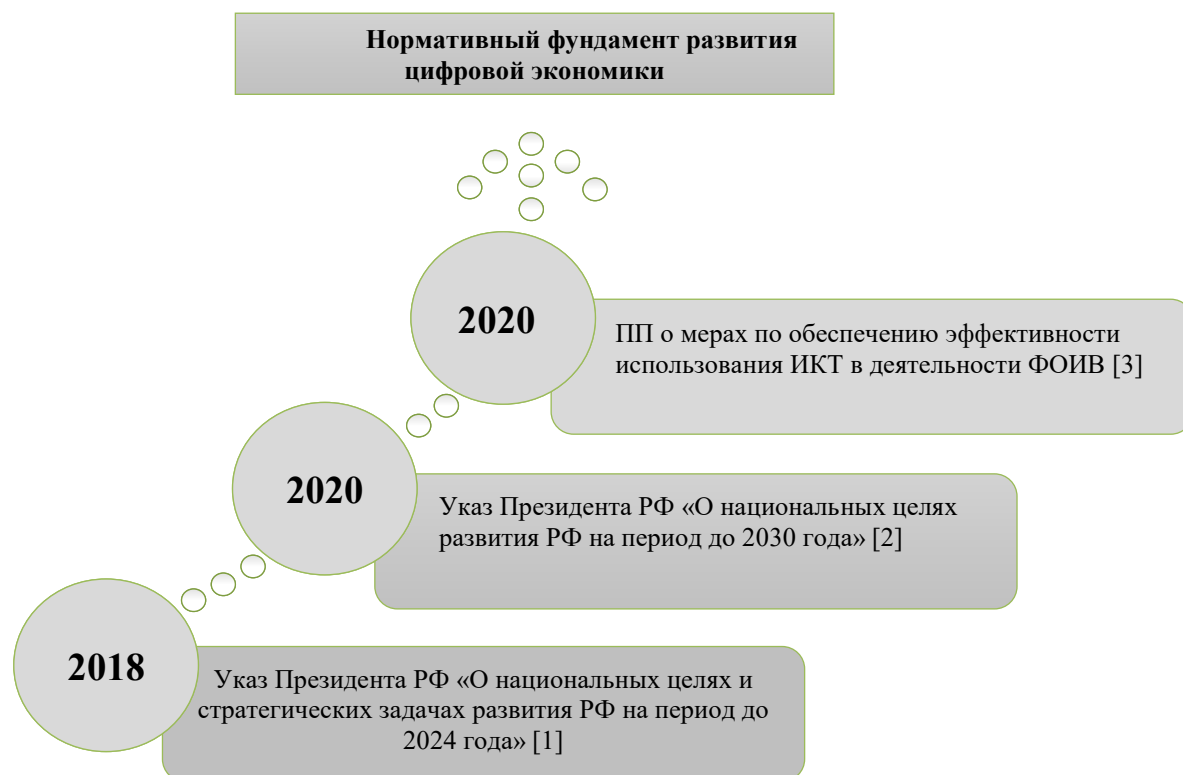 Нормативный фундамент развития
цифровой экономики
2020
ПП о мерах по обеспечению эффективности
использования ИКТ в деятельности ФОИВ [3]
2020
Указ Президента РФ «О национальных целях
развития РФ на период до 2030 года» [2]
2018
Указ Президента РФ «О национальных целях и
стратегических задачах развития РФ на период до
2024 года» [1]